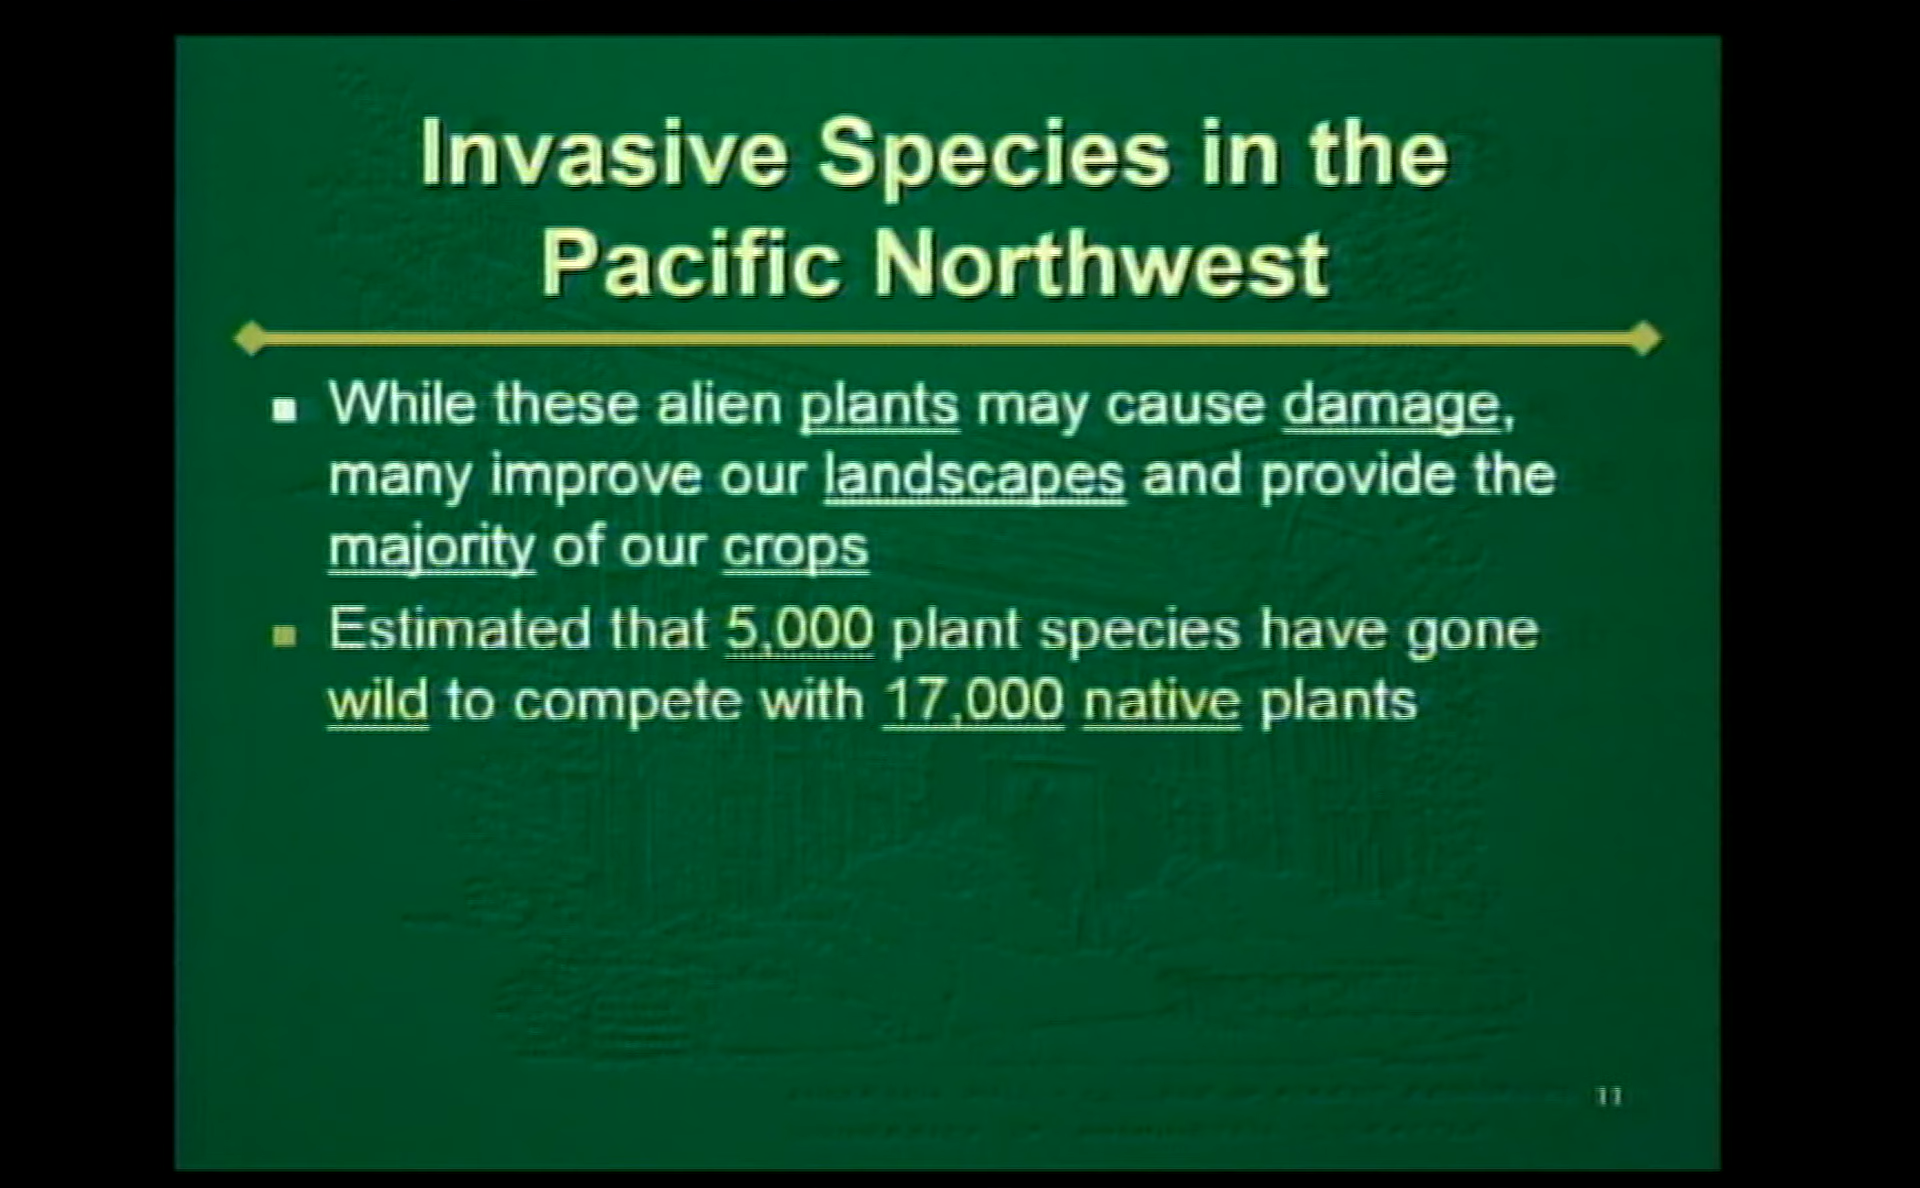 Invasive Species in the
Pacific Northwest
While these alien plants may cause damage,
many improve our landscapes and provide the
majority of our crops
Estimated that 5,000 plant species have gone
wild to compete with 17,000 native plants
11